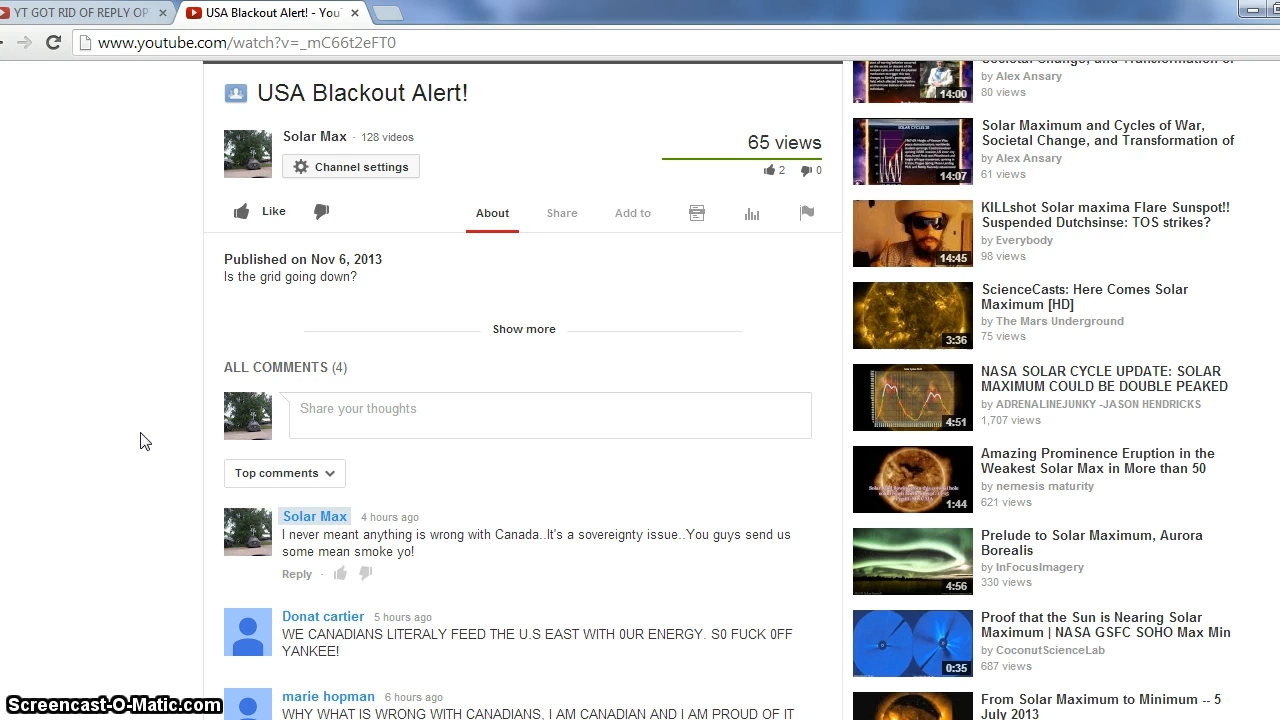 YT GOT RID OF REPLY OP
USA Blackout Alert! - You
www.youtube.com/watch?v=_mC66t2eFT0
USA Blackout Alert!
Solar Max · 128 videos
Channel settings
65 views
2 0
Like
About Share Add to
Published on Nov 6, 2013
Is the grid going down?
Show more
ALL COMMENTS (4)
Share your thoughts
Top comments
Solar Max 4 hours ago
I never meant anything is wrong with Canada..It's a sovereignty issue..You guys send us
some mean smoke yo!
Reply ·
Donat cartier 5 hours ago
WE CANADIANS LITERALY FEED THE U.S EAST WITH 0UR ENERGY. S0 FUCK 0FF
YANKEE!
marie hopman 6 hours ago
WHY WHAT IS WRONG WITH CANADIANS, I AM CANADIAN AND I AM PROUD OF IT
Societal Change, and Transformation of
by Alex Ansary
80 views
14:00
Solar Maximum and Cycles of War,
Societal Change, and Transformation of
by Alex Ansary
61 views
SOLAR CYCLES 20
14:07
KILLshot Solar maxima Flare Sunspot!!
Suspended Dutchsinse: TOS strikes?
by Everybody
98 views
14:45
ScienceCasts: Here Comes Solar
Maximum [HD]
by The Mars Underground
75 views
3:36
NASA SOLAR CYCLE UPDATE: SOLAR
MAXIMUM COULD BE DOUBLE PEAKED
by ADRENALINEJUNKY -JASON HENDRICKS
1,707 views
4:51
Amazing Prominence Eruption in the
Weakest Solar Max in More than 50
by nemesis maturity
621 views
1:44
Prelude to Solar Maximum, Aurora
Borealis
by InFocusImagery
330 views
4:56
Proof that the Sun is Nearing Solar
Maximum | NASA GSFC SOHO Max Min
by CoconutScienceLab
687 views
0:35
From Solar Maximum to Minimum -- 5
July 2013
Screencast-O-Matic.com